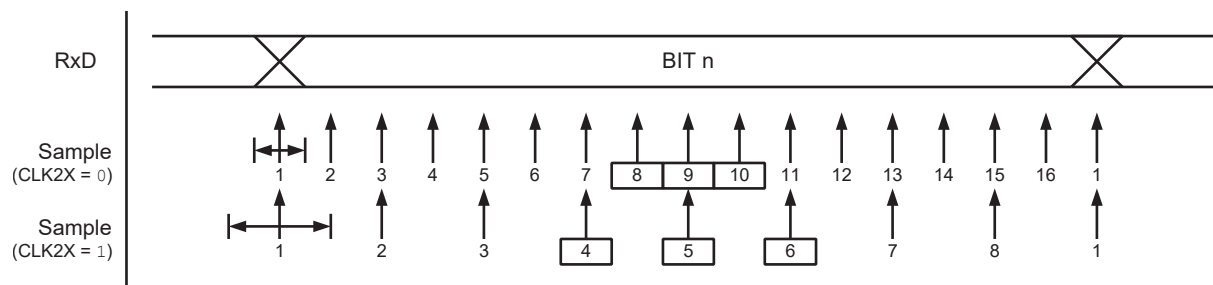 RxD BIT n
Sample
(CLK2X = 0)
1 2 3 4 5 6 7 8 9 10 11 12 13 14 15 16 1
Sample
(CLK2X = 1)
1 2 3 4 5 6 7 8 1